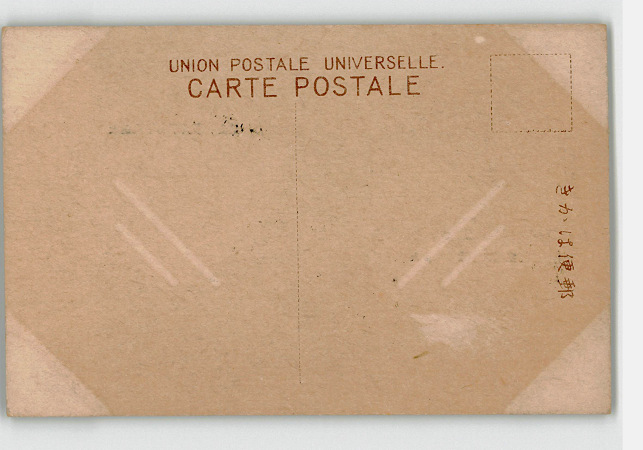 UNION POSTALE UNIVERSELLE.
CARTE POSTALE
きかは便郵